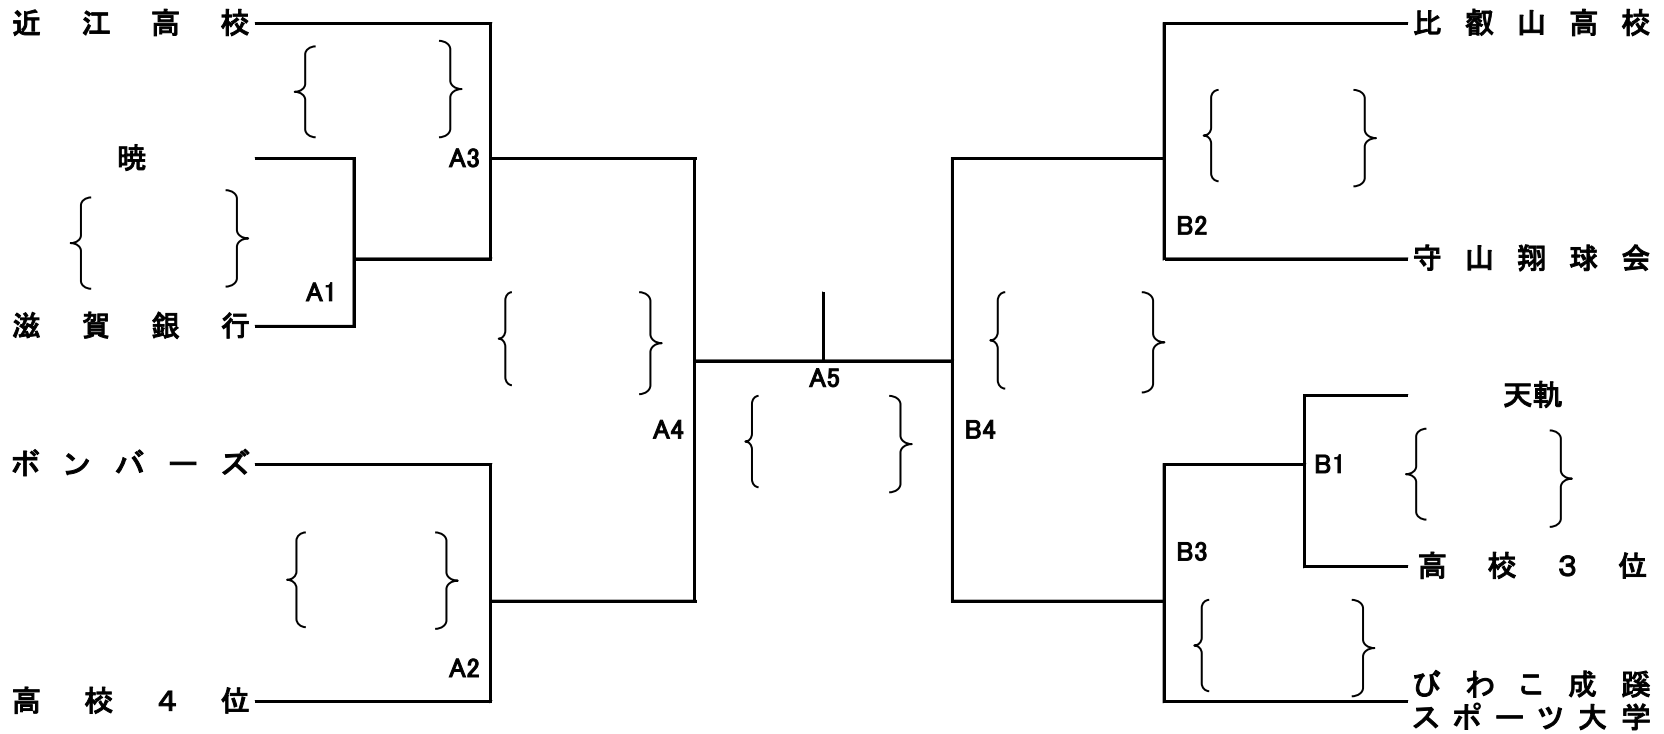 近江高校
比叡山高校
暁
A3
B2
守山翔球会
A1
滋賀銀行
A5
天軌
A4
B4
ボンバーズ
B1
B3
高校３位
A2
高校４位
びわこ成蹊
スポーツ大学